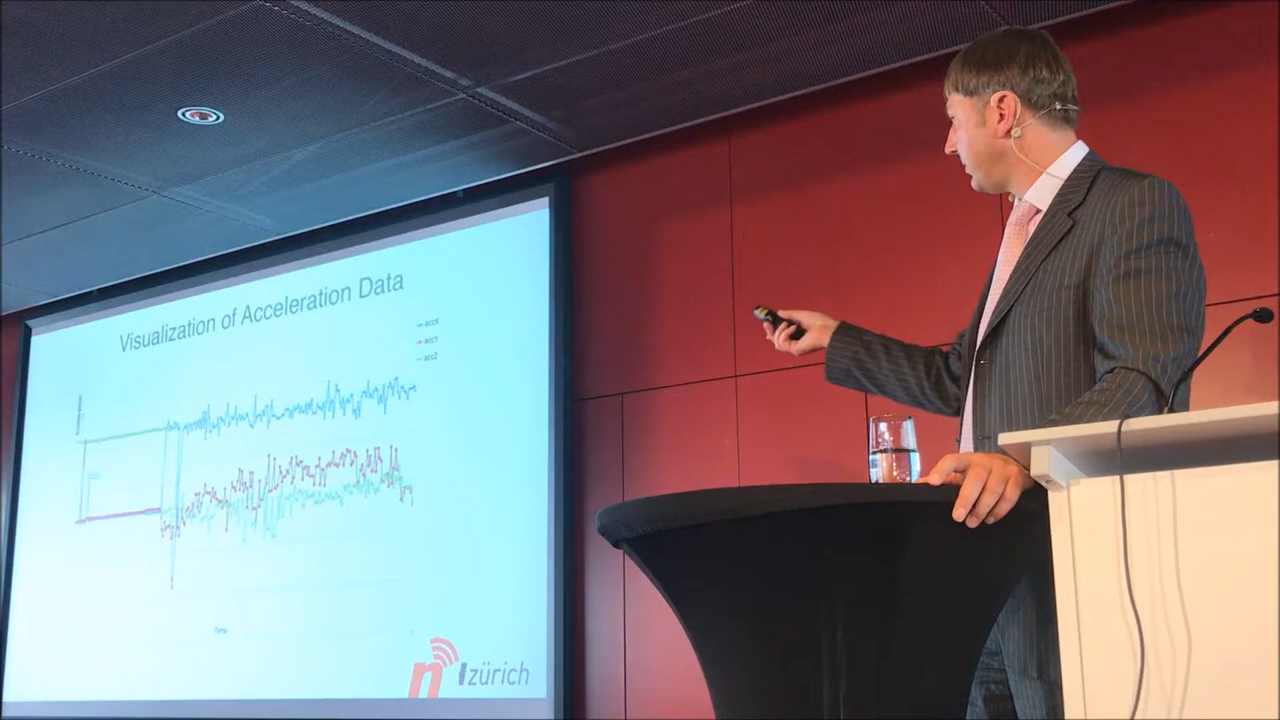 Visualization of Acceleration Data
accX
accY
accZ
Time
n zürich